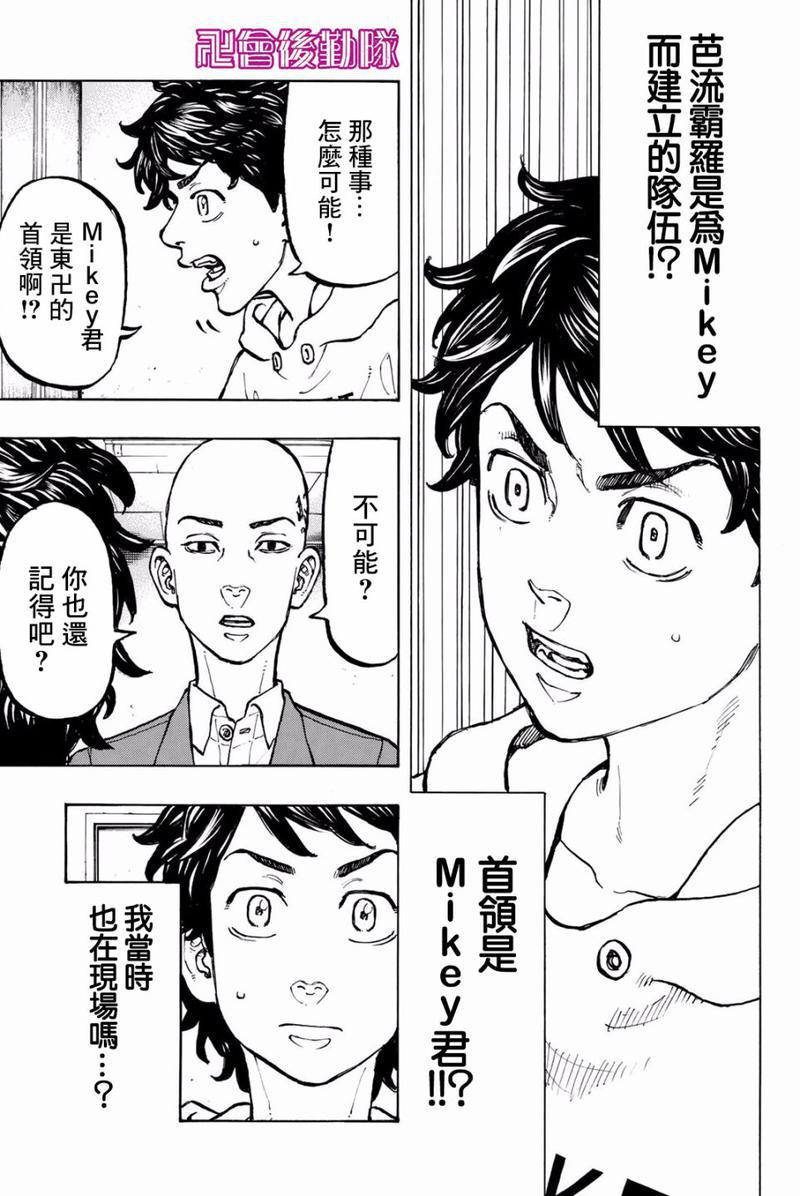 卍會後勤隊
芭流霸羅是為Mikey
而建立的隊伍!?
首領是
Mikey君!!?
那種事…
怎麼可能！
Mikey君
是東卍的
首領啊!?
不可能？
你也還
記得吧？
我當時
也在現場嗎…？